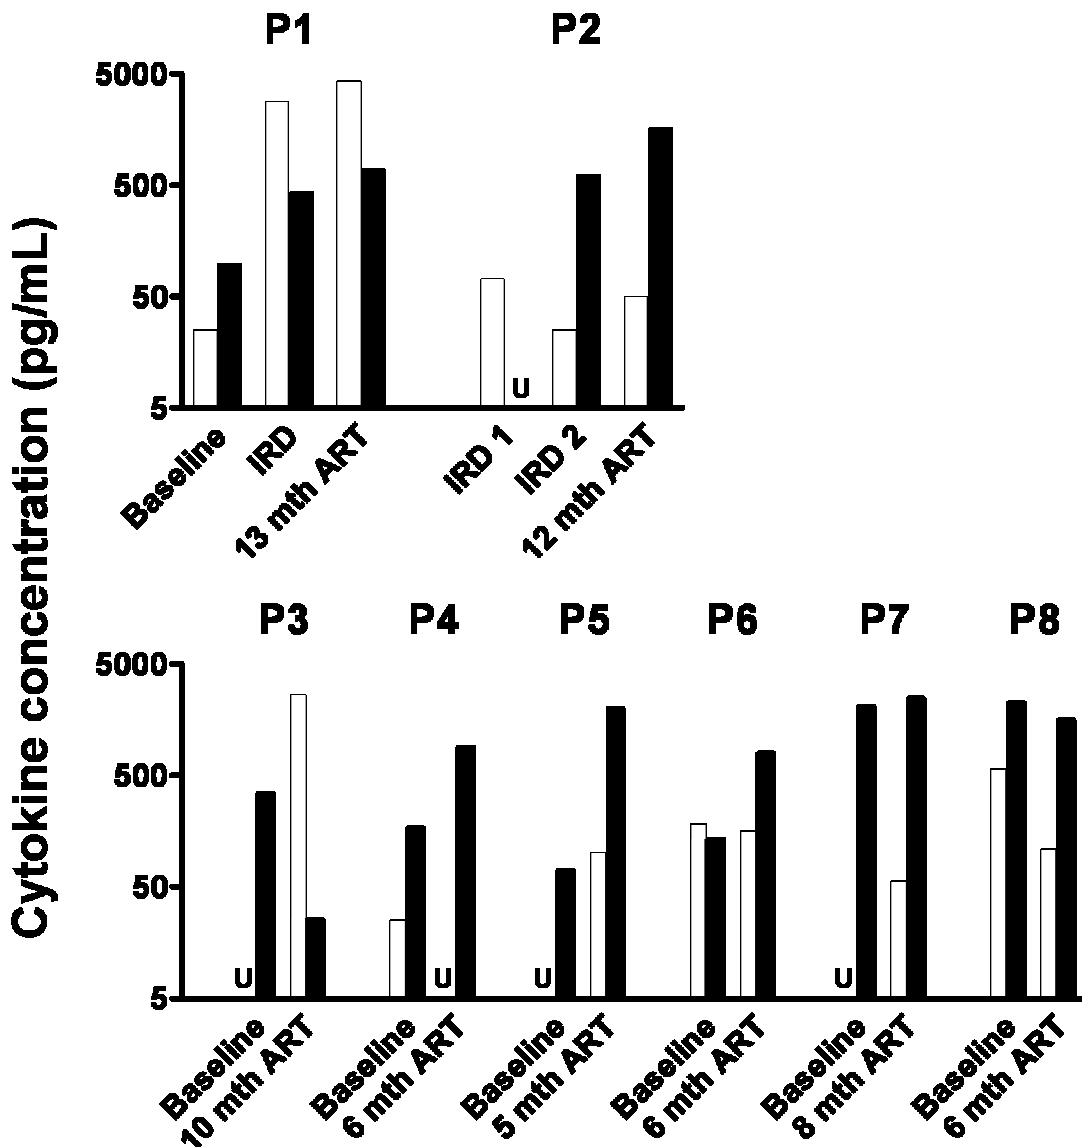 P1 P2
Cytokine concentration (pg/mL)
5000
500
50
5
U
Baseline IRD 13 mth ART IRD 1 IRD 2 12 mth ART
P3 P4 P5 P6 P7 P8
5000
500
50
5
U U U U
Baseline 10 mth ART Baseline 6 mth ART Baseline 5 mth ART Baseline 6 mth ART Baseline 8 mth ART Baseline 6 mth ART